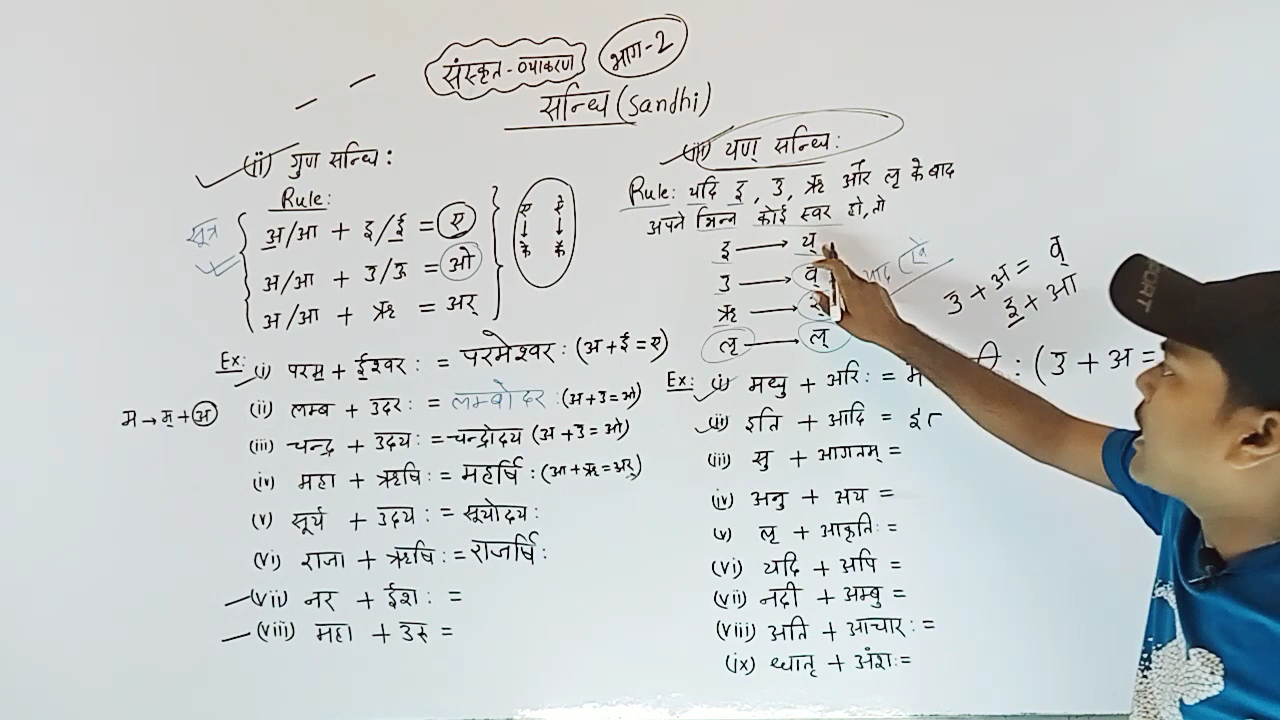 संस्कृत-व्याकरण
भाग-2
सन्धि (Sandhi)
(ii) गुण सन्धि:
Rule:
सूत्र
अ/आ + इ/ई = ए
अ/आ + उ/ऊ = ओ
अ/आ + ऋ = अर्
ए ऐ
↓ ↓
के कै
Ex: (i) परम + ईश्वर: = परमेश्वर: (अ+ई=ए)
म → म् + अ
(ii) लम्ब + उदर: = लम्बोदर: (अ+उ=ओ)
(iii) चन्द्र + उदय: = चन्द्रोदय (अ+उ=ओ)
(iv) महा + ऋषि: = महर्षि: (आ+ऋ=अर्)
(v) सूर्य + उदय: = सूर्योदय:
(vi) राजा + ऋषि: = राजर्षि:
(vii) नर + ईश: =
(viii) महा + उरु =
(iii) यण् सन्धि:
Rule: यदि इ, उ, ऋ और लृ के बाद
अपने भिन्न कोई स्वर हो, तो
इ → य्
उ → व्
ऋ →
लृ → ल्
याद
उ + अ = व्
इ + आ
Ex: (i) मधु + अरि: = म : (उ + अ =
(ii) इति + आदि = इत
(iii) सु + आगतम् =
(iv) अनु + अय =
(v) लृ + आकृति: =
(vi) यदि + अपि =
(vii) नदी + अम्बु =
(viii) अति + आचार: =
(ix) धातृ + अंश: =
PORT